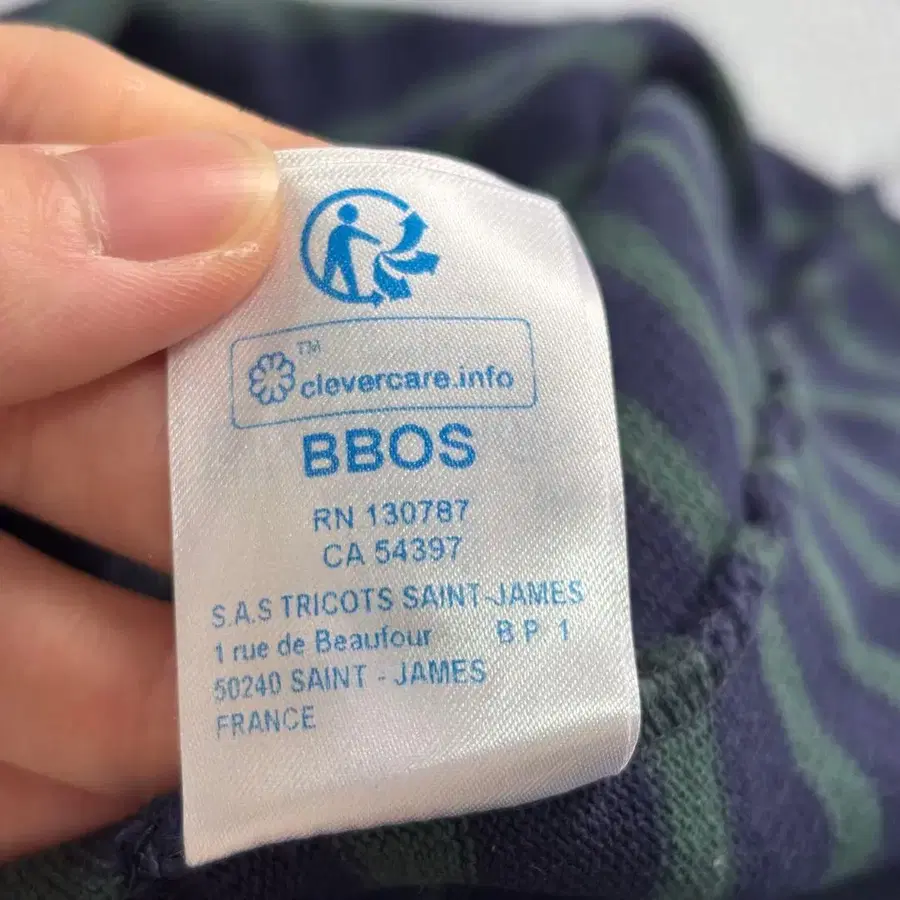 ™
clevercare.info
BBOS
RN 130787
CA 54397
S.A.S TRICOTS SAINT-JAMES
1 rue de Beaufour B P 1
50240 SAINT - JAMES
FRANCE